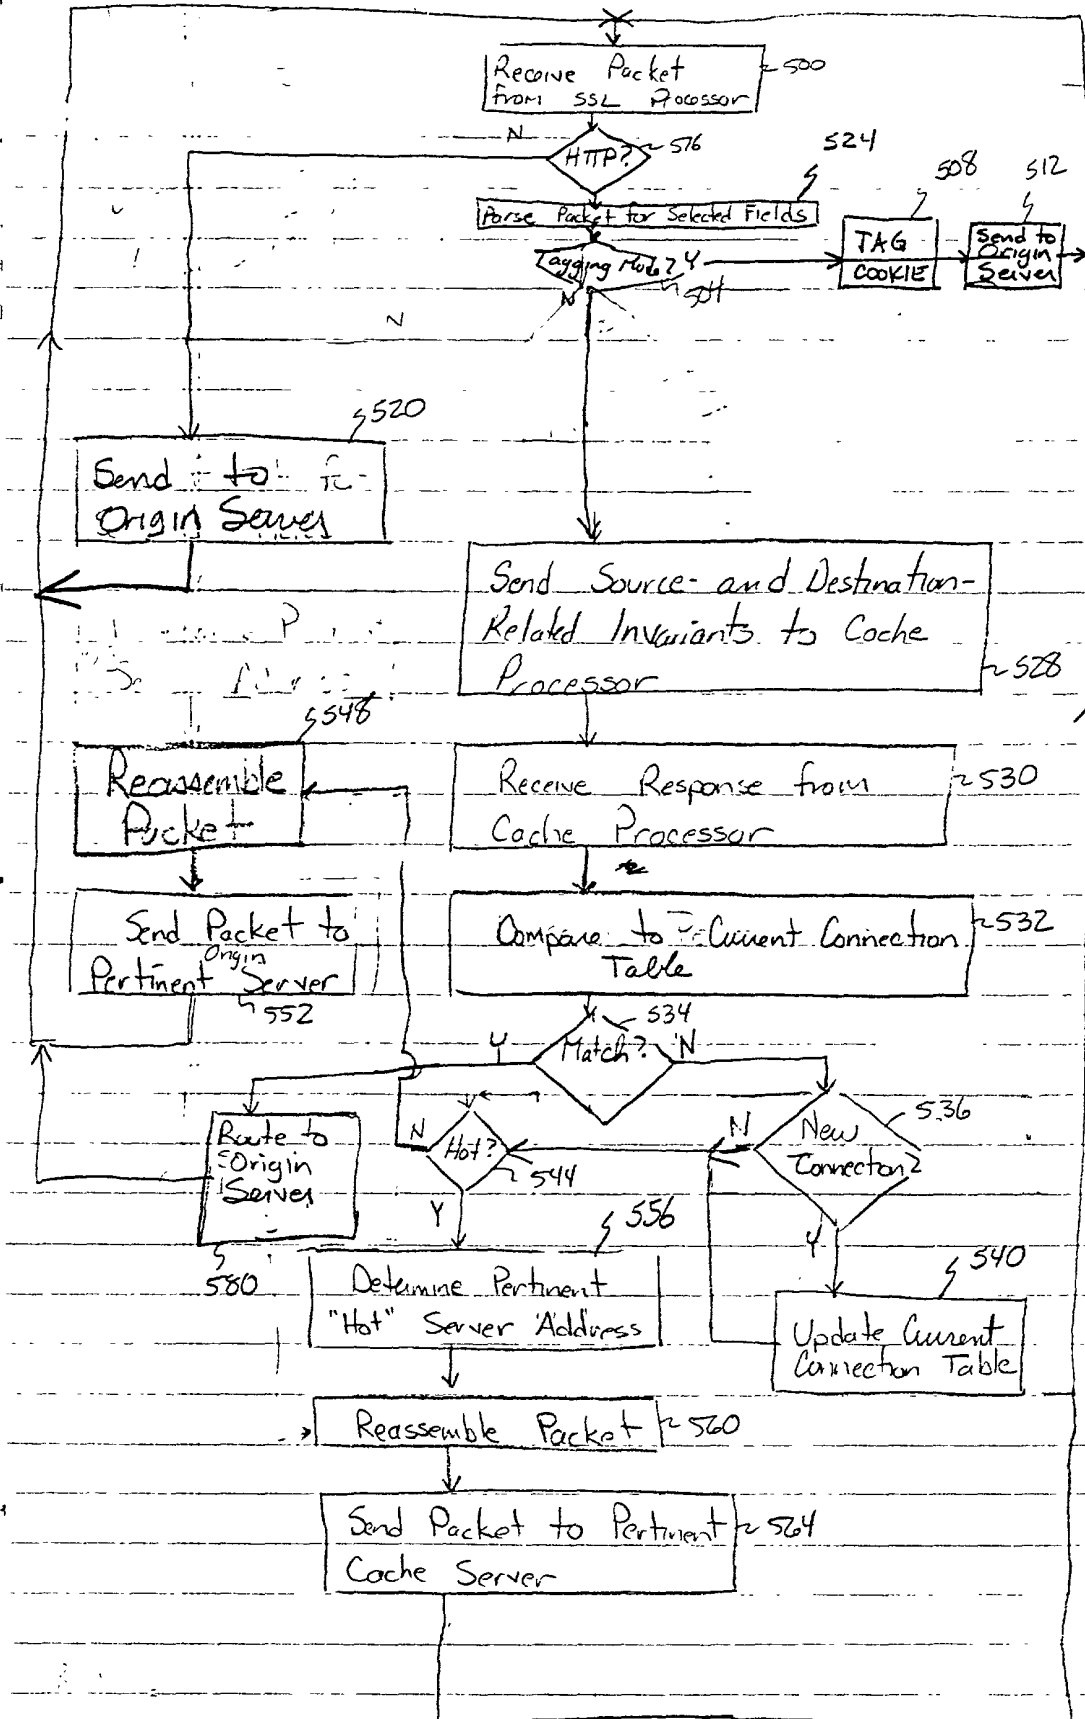 Receive Packet
from SSL Processor
500
N
HTTP?
516
524
508
512
Parse Packet for Selected Fields
TAG
COOKIE
Send to
Origin
Server
Tagging Mode?
Y
504
N
N
520
Send to
Origin Server
Send Source- and Destination-
Related Invariants to Cache
Processor
528
P
548
Reassemble
Packet
Receive Response from
Cache Processor
530
Send Packet to
Origin
Pertinent Server
552
Compare to Current Connection
Table
532
534
Match?
Y
N
536
New
Connection?
N
Y
Hot?
544
N
Y
Route to
Origin
Server
580
556
Determine Pertinent
"Hot" Server Address
540
Update Current
Connection Table
Reassemble Packet
560
Send Packet to Pertinent
Cache Server
564